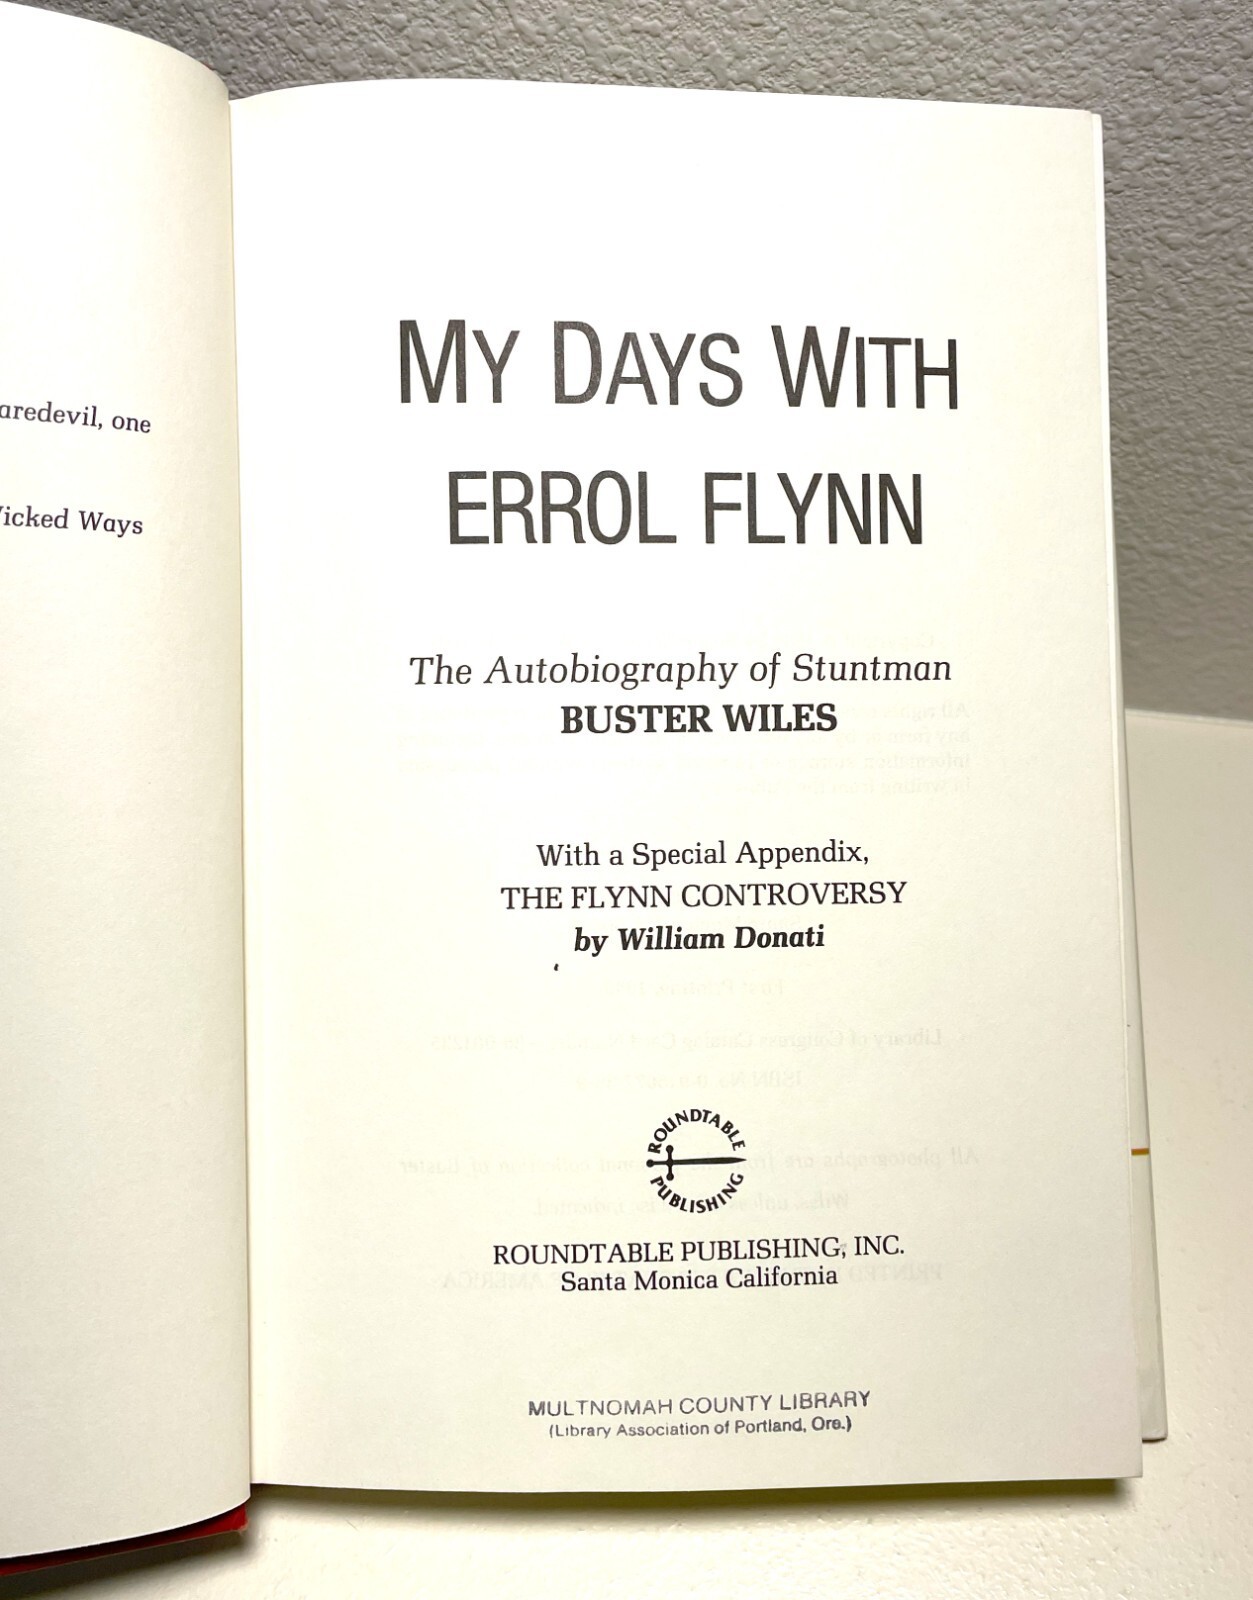 aredevil, one
icked Ways
MY DAYS WITH
ERROL FLYNN
The Autobiography of Stuntman
BUSTER WILES
With a Special Appendix,
THE FLYNN CONTROVERSY
by William Donati
ROUNDTABLE
PUBLISHING
ROUNDTABLE PUBLISHING, INC.
Santa Monica California
MULTNOMAH COUNTY LIBRARY
(Library Association of Portland, Ore.)